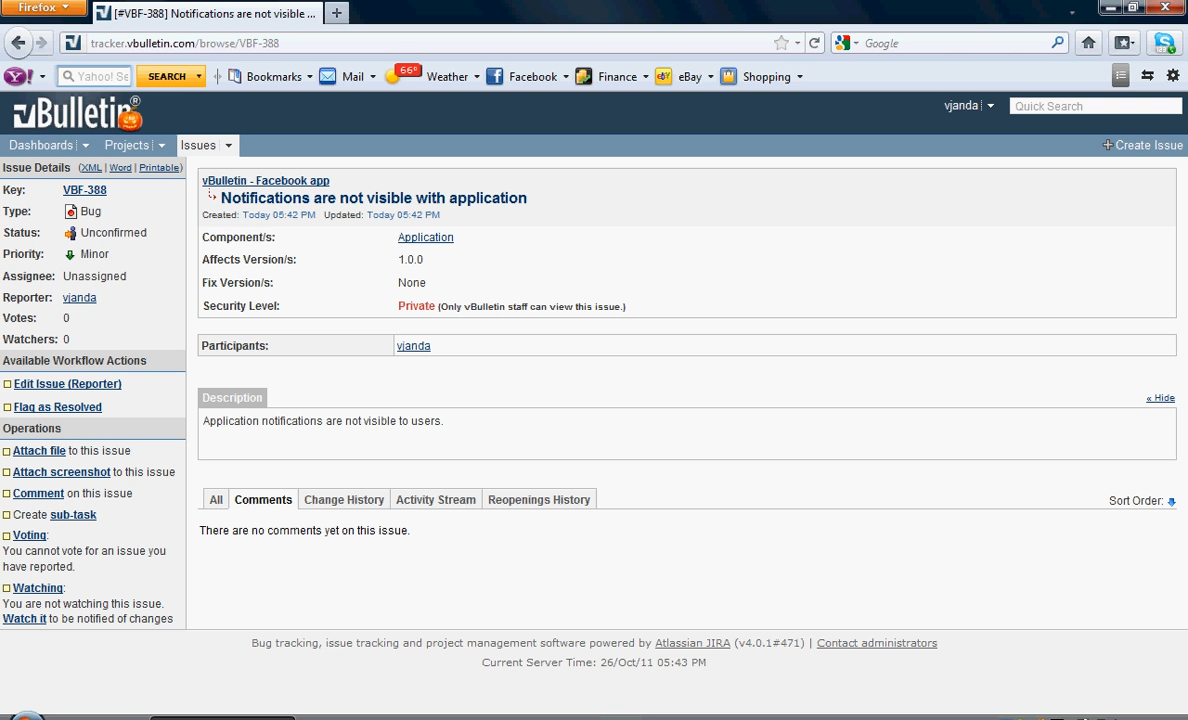 Firefox
[#VBF-388] Notifications are not visible ...
tracker.vbulletin.com/browse/VBF-388
Google
Yahoo! Se
SEARCH
Bookmarks
Mail
66°
Weather
Facebook
Finance
eBay
Shopping
vBulletin®
vjanda
Quick Search
Dashboards
Projects
Issues
Create Issue
Issue Details (XML | Word | Printable)
Key: VBF-388
Type: Bug
Status: Unconfirmed
Priority: Minor
Assignee: Unassigned
Reporter: vjanda
Votes: 0
Watchers: 0
Available Workflow Actions
Edit Issue (Reporter)
Flag as Resolved
Operations
Attach file to this issue
Attach screenshot to this issue
Comment on this issue
Create sub-task
Voting:
You cannot vote for an issue you
have reported.
Watching:
You are not watching this issue.
Watch it to be notified of changes
vBulletin - Facebook app
Notifications are not visible with application
Created: Today 05:42 PM Updated: Today 05:42 PM
Component/s: Application
Affects Version/s: 1.0.0
Fix Version/s: None
Security Level: Private (Only vBulletin staff can view this issue.)
Participants: vjanda
Description
« Hide
Application notifications are not visible to users.
All Comments Change History Activity Stream Reopenings History
Sort Order:
There are no comments yet on this issue.
Bug tracking, issue tracking and project management software powered by Atlassian JIRA (v4.0.1#471) | Contact administrators
Current Server Time: 26/Oct/11 05:43 PM